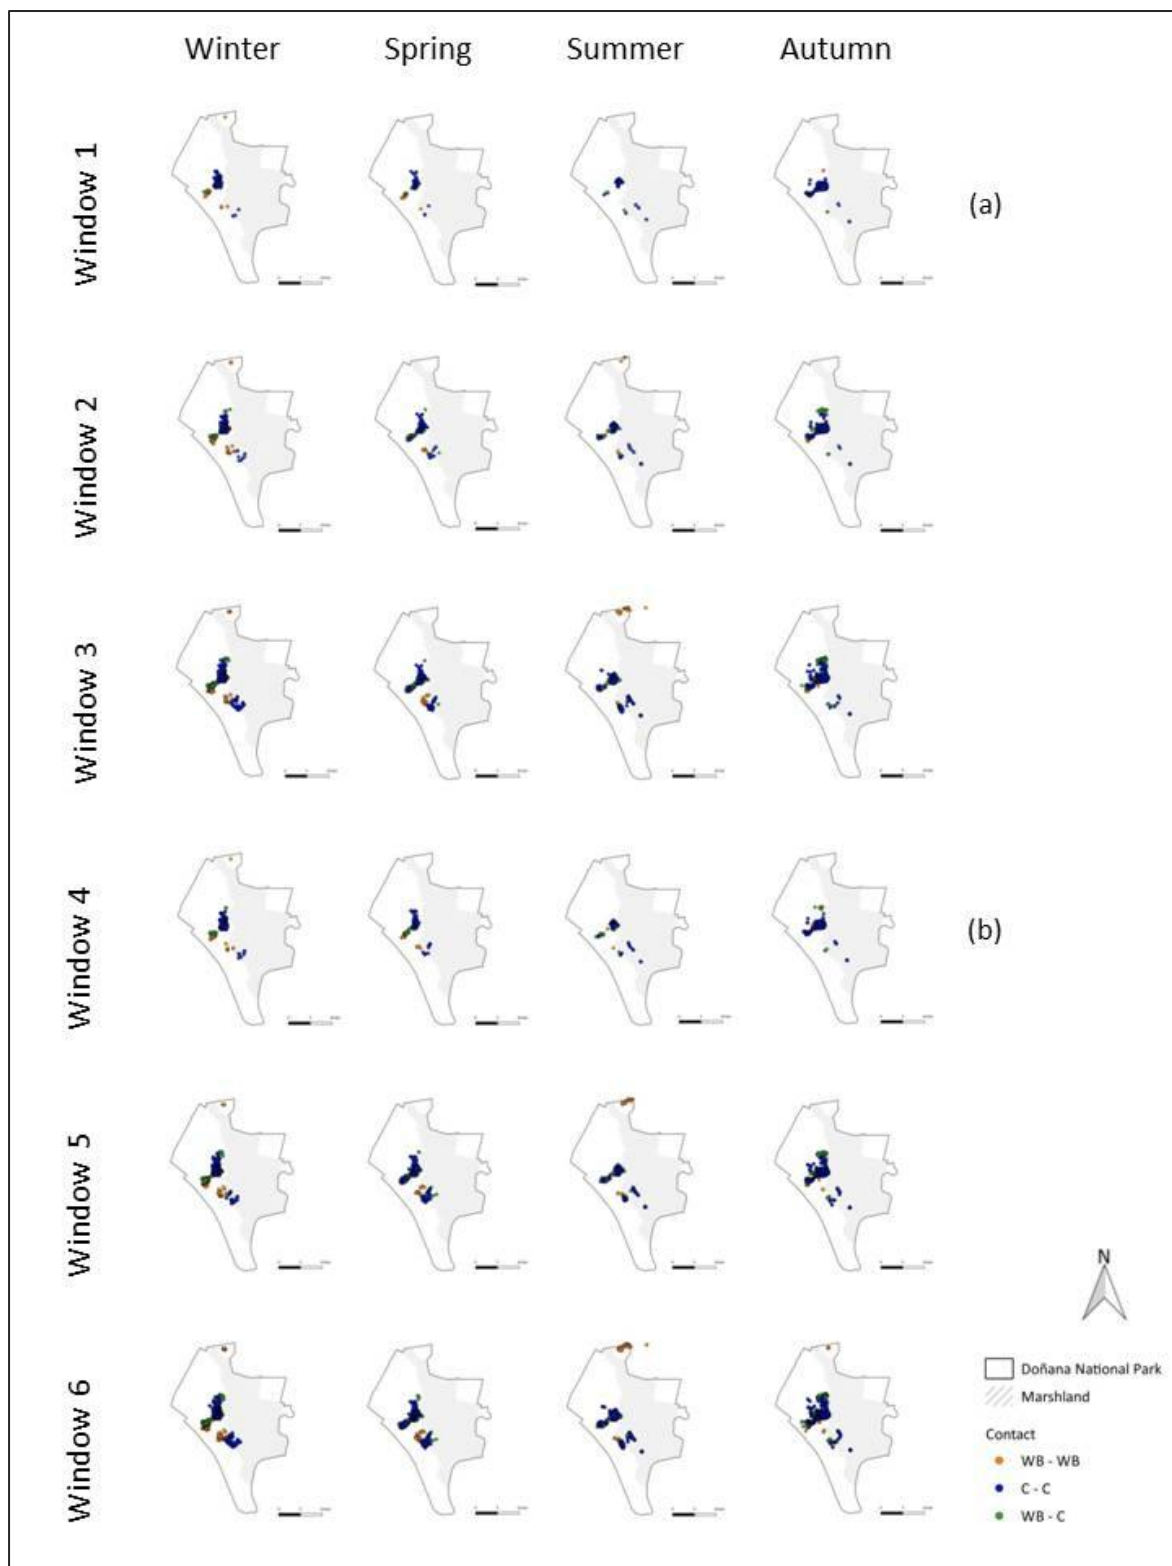 Winter Spring Summer Autumn
Window 1
(a)
Window 2
Window 3
Window 4
(b)
Window 5
Window 6
N
Doñana National Park
Marshland
Contact
WB - WB
C - C
WB - C